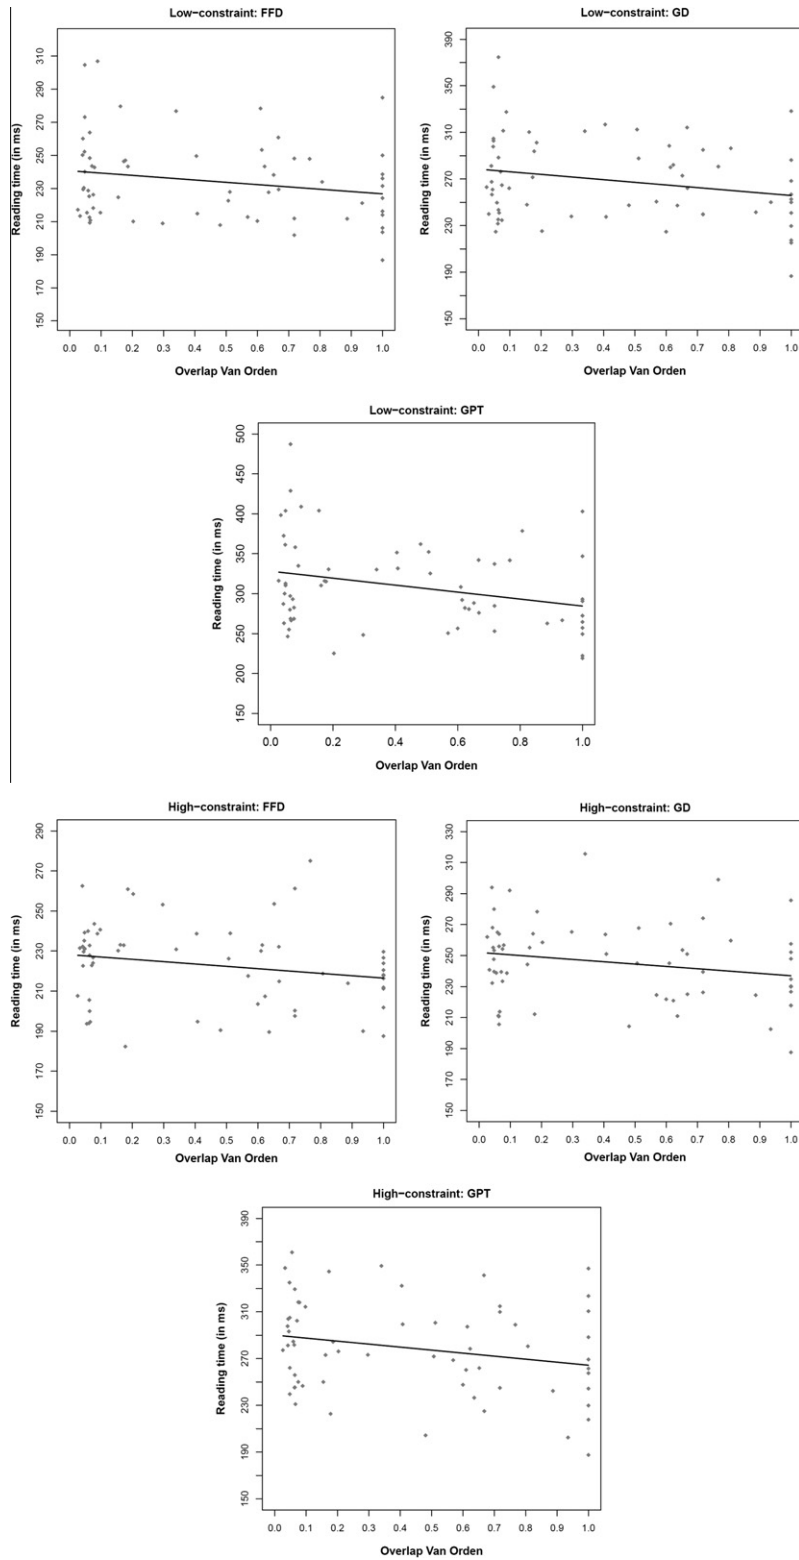 Low−constraint: FFD
Reading time (in ms)
310
290
270
250
230
210
190
170
150
0.0 0.1 0.2 0.3 0.4 0.5 0.6 0.7 0.8 0.9 1.0
Overlap Van Orden
Low−constraint: GD
Reading time (in ms)
390
350
310
270
230
190
150
0.0 0.1 0.2 0.3 0.4 0.5 0.6 0.7 0.8 0.9 1.0
Overlap Van Orden
Low−constraint: GPT
Reading time (in ms)
500
450
400
350
300
250
200
150
0.0 0.2 0.4 0.6 0.8 1.0
Overlap Van Orden
High−constraint: FFD
Reading time (in ms)
290
270
250
230
210
190
170
150
0.0 0.1 0.2 0.3 0.4 0.5 0.6 0.7 0.8 0.9 1.0
Overlap Van Orden
High−constraint: GD
Reading time (in ms)
330
310
290
270
250
230
210
190
170
150
0.0 0.1 0.2 0.3 0.4 0.5 0.6 0.7 0.8 0.9 1.0
Overlap Van Orden
High−constraint: GPT
Reading time (in ms)
390
350
310
270
230
190
150
0.0 0.1 0.2 0.3 0.4 0.5 0.6 0.7 0.8 0.9 1.0
Overlap Van Orden